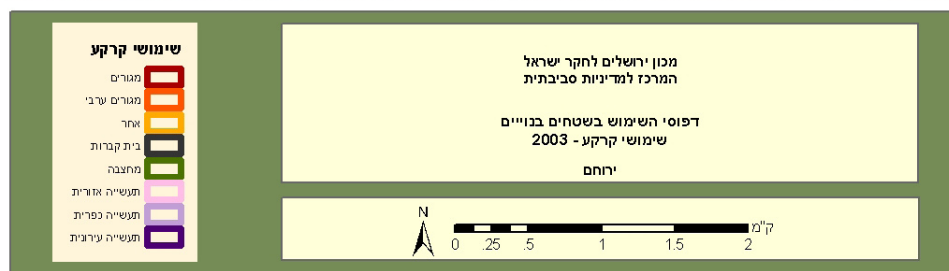 שימושי קרקע
מגורים
מגורים ערבי
אחר
בית קברות
מחצבה
תעשייה אזורית
תעשייה כפרית
תעשייה עירונית
מכון ירושלים לחקר ישראל
המרכז למדיניות סביבתית
דפוסי השימוש בשטחים בנויים
שימושי קרקע - 2003
ירוחם
N
ק"מ
0 .25 .5 1 1.5 2